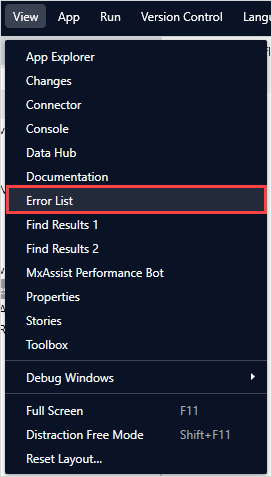 View App Run Version Control Lang
App Explorer
Changes
Connector
Console
Data Hub
Documentation
Error List
Find Results 1
Find Results 2
MxAssist Performance Bot
Properties
Stories
Toolbox
Debug Windows
Full Screen F11
Distraction Free Mode Shift+F11
Reset Layout...